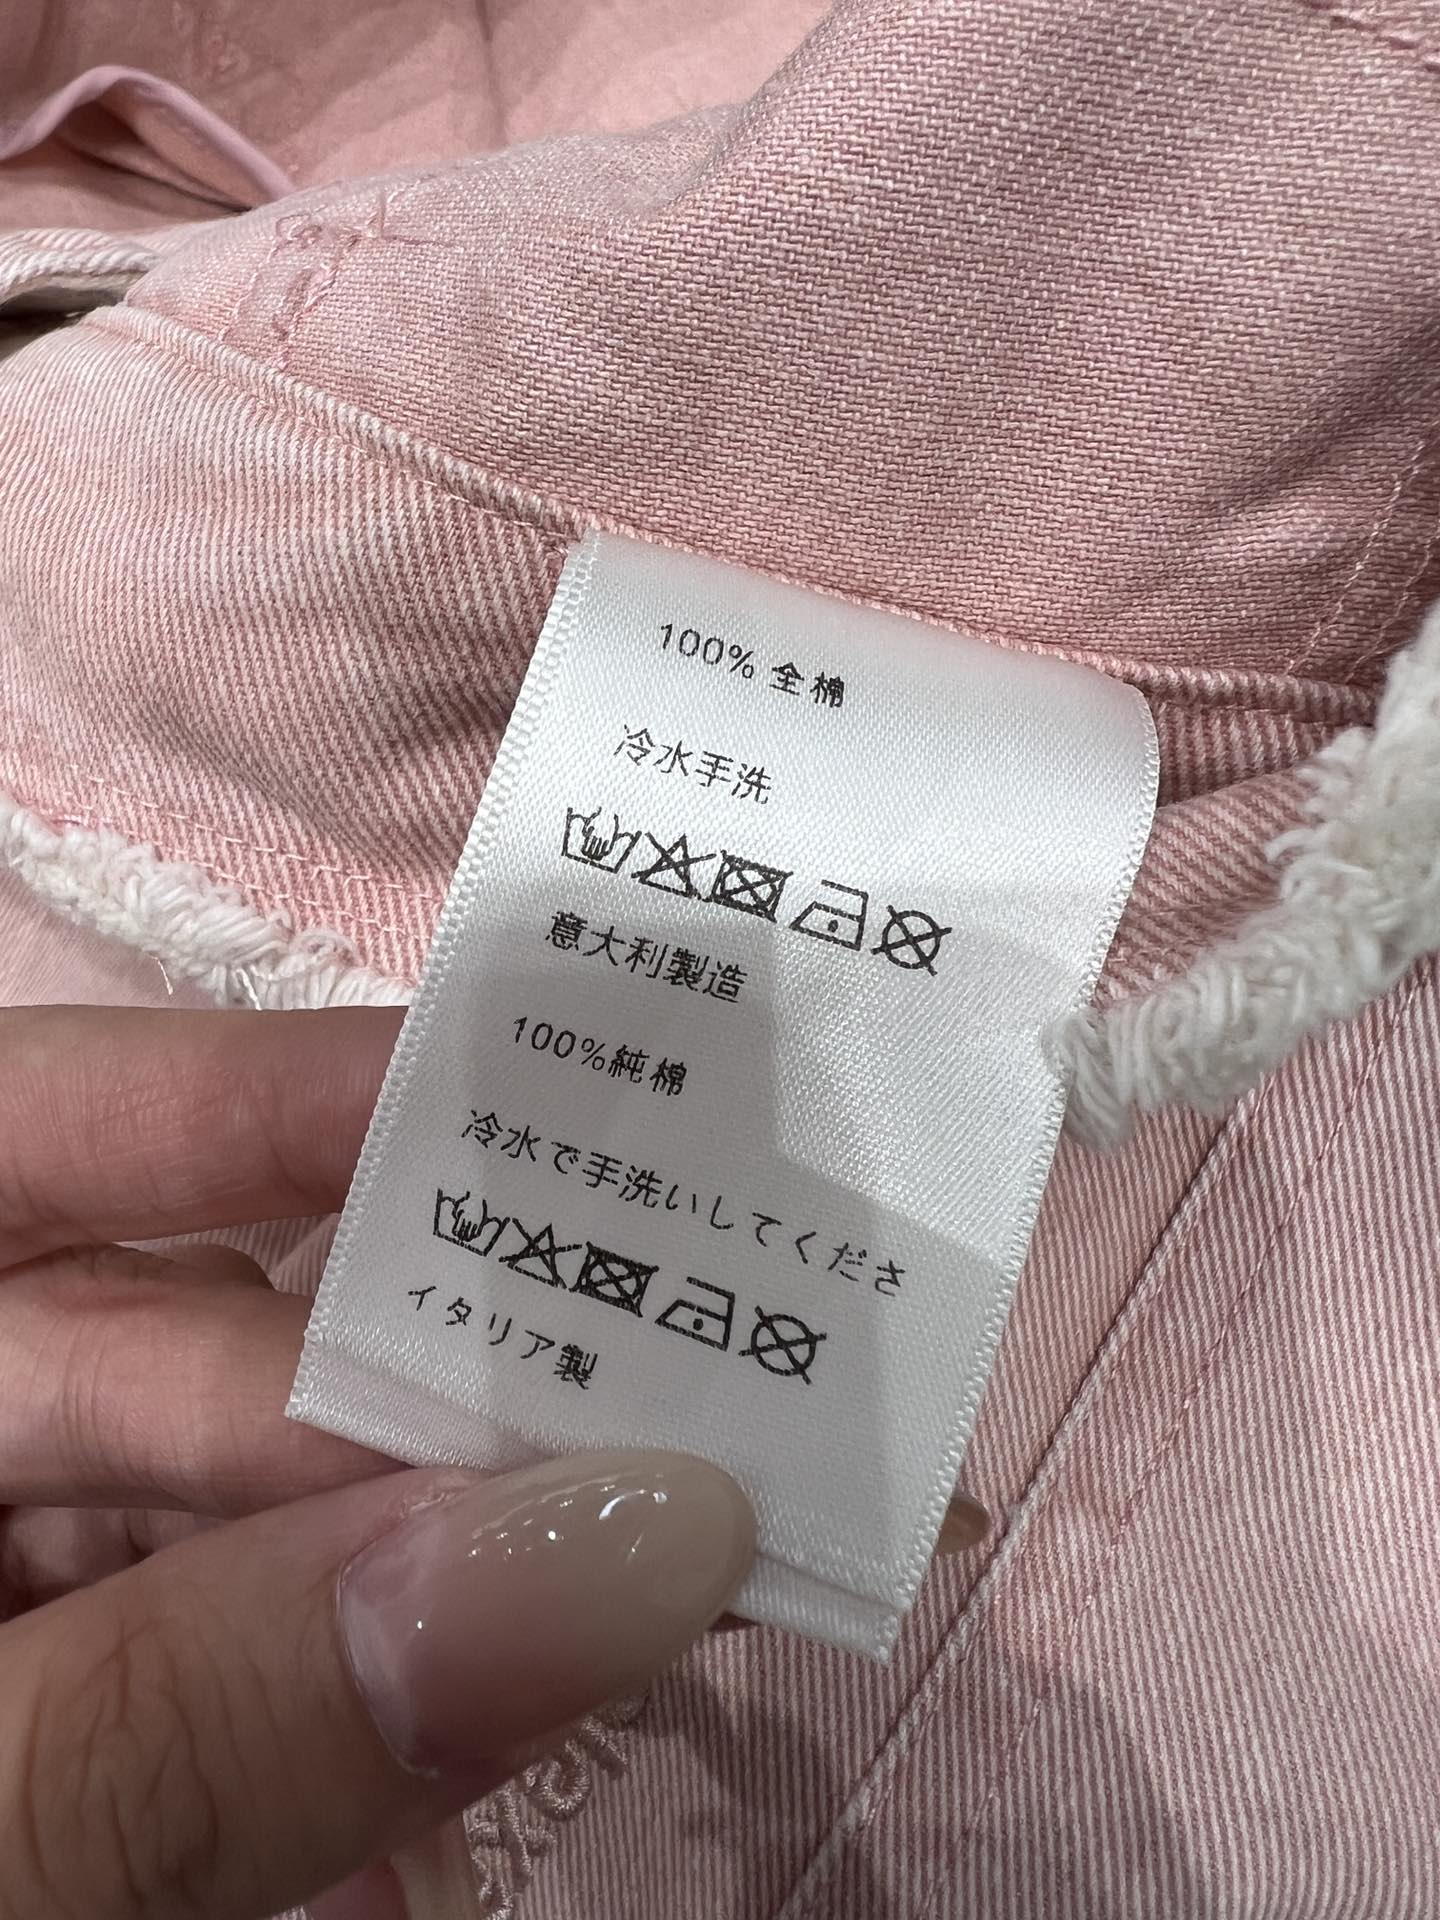 100% 全棉
冷水手洗
意大利製造
100%純棉
冷水で手洗いしてくださ
イタリア製